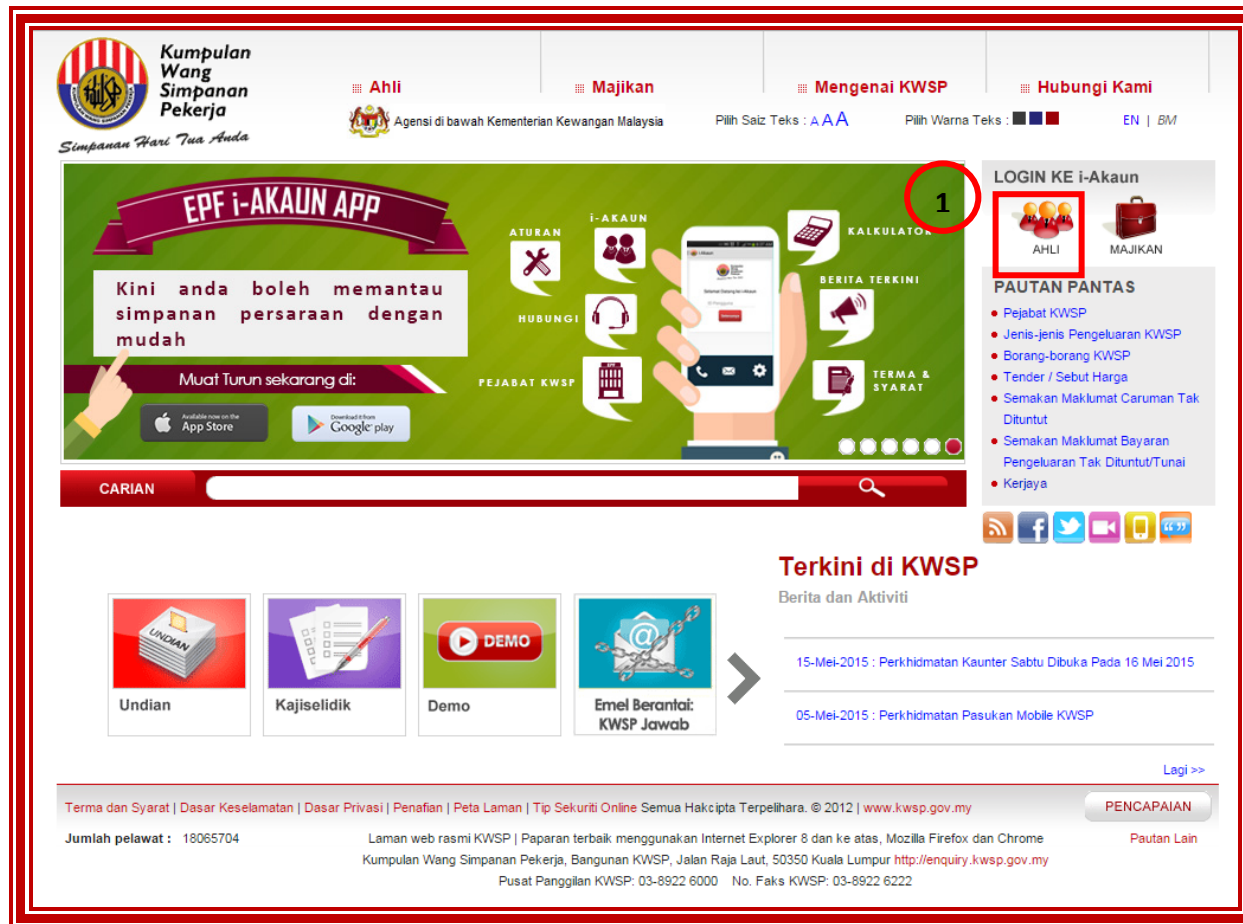 Kumpulan
Wang
Simpanan
Pekerja
Simpanan Hari Tua Anda
Ahli
Majikan
Mengenai KWSP
Hubungi Kami
Agensi di bawah Kementerian Kewangan Malaysia
Pilih Saiz Teks : A A A
Pilih Warna Teks :
EN | BM
EPF i-AKAUN APP
Kini anda boleh memantau
simpanan persaraan dengan
mudah
Muat Turun sekarang di:
Available now on the
App Store
Download it from
Google play
ATURAN
i-AKAUN
HUBUNGI
PEJABAT KWSP
KALKULATOR
BERITA TERKINI
TERMA &
SYARAT
1
LOGIN KE i-Akaun
AHLI
MAJIKAN
PAUTAN PANTAS
Pejabat KWSP
Jenis-jenis Pengeluaran KWSP
Borang-borang KWSP
Tender / Sebut Harga
Semakan Maklumat Caruman Tak
Dituntut
Semakan Maklumat Bayaran
Pengeluaran Tak Dituntut/Tunai
Kerjaya
CARIAN
UNDIAN
Undian
Kajiselidik
DEMO
Demo
Emel Berantai:
KWSP Jawab
Terkini di KWSP
Berita dan Aktiviti
15-Mei-2015 : Perkhidmatan Kaunter Sabtu Dibuka Pada 16 Mei 2015
05-Mei-2015 : Perkhidmatan Pasukan Mobile KWSP
Lagi >>
Terma dan Syarat | Dasar Keselamatan | Dasar Privasi | Penafian | Peta Laman | Tip Sekuriti Online Semua Hakcipta Terpelihara. © 2012 | www.kwsp.gov.my
PENCAPAIAN
Jumlah pelawat : 18065704
Laman web rasmi KWSP | Paparan terbaik menggunakan Internet Explorer 8 dan ke atas, Mozilla Firefox dan Chrome
Pautan Lain
Kumpulan Wang Simpanan Pekerja, Bangunan KWSP, Jalan Raja Laut, 50350 Kuala Lumpur http://enquiry.kwsp.gov.my
Pusat Panggilan KWSP: 03-8922 6000 No. Faks KWSP: 03-8922 6222